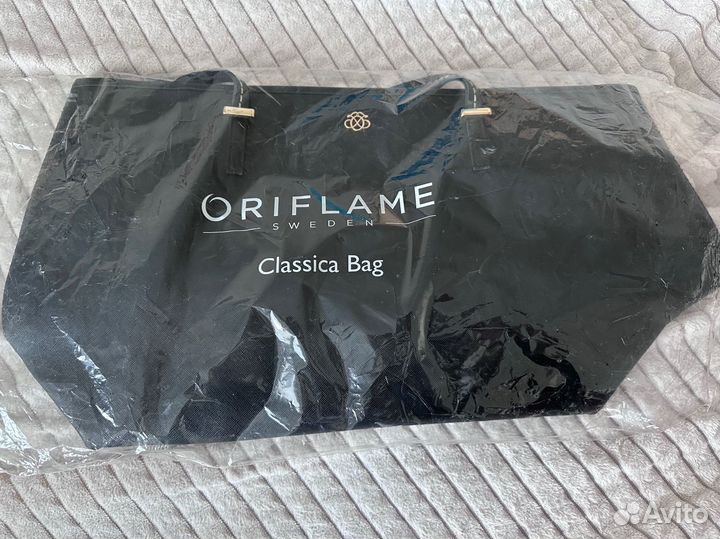 ORIFLAME
SWEDEN
Classica Bag
Avito